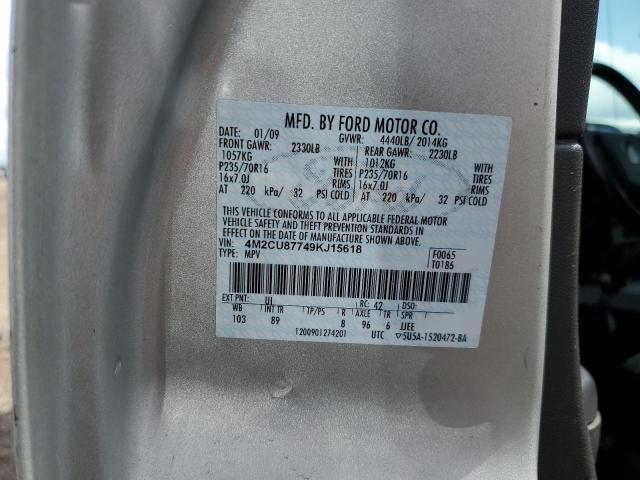 MFD. BY FORD MOTOR CO.
DATE: 01/09 GVWR: 4440LB/ 2014KG
FRONT GAWR: 2330LB REAR GAWR: 2230LB
1057KG WITH 1012KG WITH
P235/70R16 TIRES P235/70R16 TIRES
16x7.0J RIMS 16x7.0J RIMS
AT 220 kPa/ 32 PSI COLD AT 220 kPa/ 32 PSI COLD
THIS VEHICLE CONFORMS TO ALL APPLICABLE FEDERAL MOTOR
VEHICLE SAFETY AND THEFT PREVENTION STANDARDS IN
EFFECT ON THE DATE OF MANUFACTURE SHOWN ABOVE.
VIN: 4M2CU87749KJ15618 F0065
TYPE: MPV T0186
EXT PNT: UI RC: 42 DSO:
WB INT TR TP/PS R AXLE TR SPR
103 89 8 96 6 JJEE
1200901274201 UTC ▽5U5A-1520472-BA